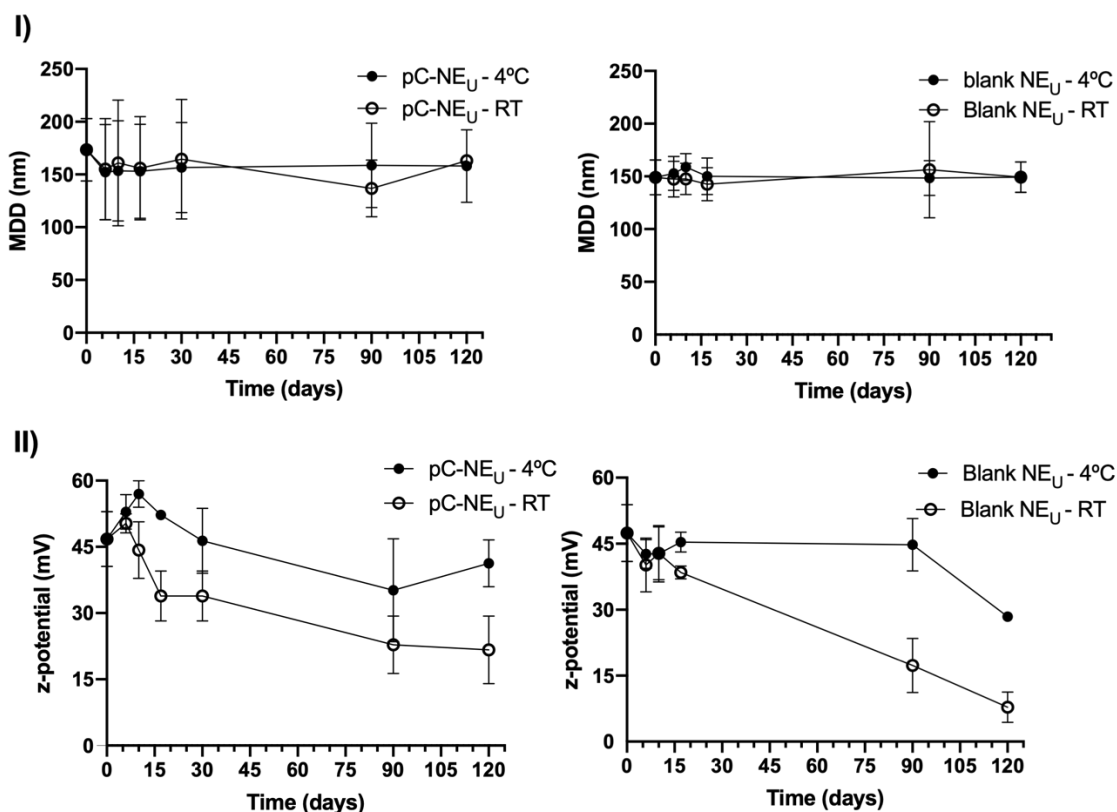 I)
pC-NEU - 4ºC
pC-NEU - RT
250
200
150
100
50
0
MDD (nm)
0 15 30 45 60 75 90 105 120
Time (days)
blank NEU - 4ºC
Blank NEU - RT
250
200
150
100
50
0
MDD (nm)
0 15 30 45 60 75 90 105 120
Time (days)
II)
pC-NEU - 4ºC
pC-NEU - RT
60
45
30
15
0
z-potential (mV)
0 15 30 45 60 75 90 105 120
Time (days)
Blank NEU - 4ºC
Blank NEU - RT
60
45
30
15
0
z-potential (mV)
0 15 30 45 60 75 90 105 120
Time (days)